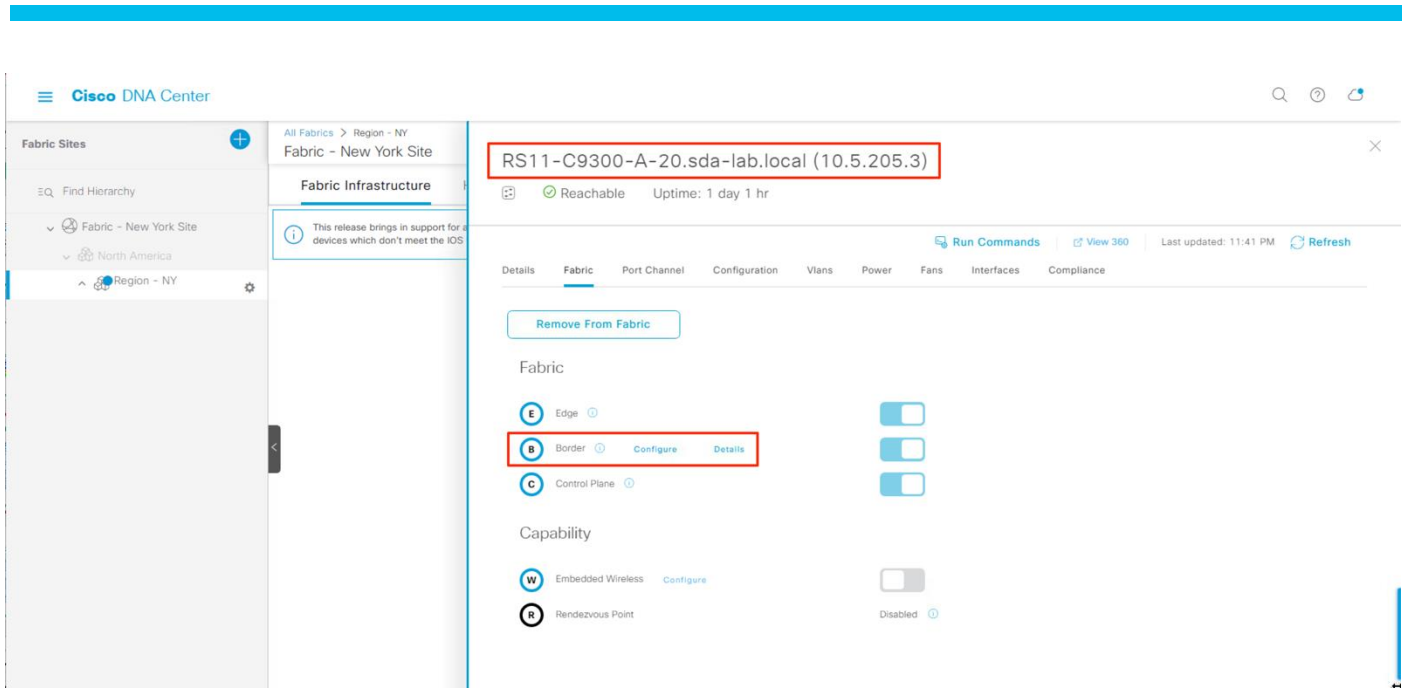 Cisco DNA Center
Fabric Sites
Find Hierarchy
Fabric - New York Site
North America
Region - NY
All Fabrics > Region - NY
Fabric - New York Site
Fabric Infrastructure
This release brings in support for a
devices which don't meet the IOS
RS11-C9300-A-20.sda-lab.local (10.5.205.3)
Reachable Uptime: 1 day 1 hr
Run Commands View 360 Last updated: 11:41 PM Refresh
Details Fabric Port Channel Configuration Vlans Power Fans Interfaces Compliance
Remove From Fabric
Fabric
E Edge
B Border Configure Details
C Control Plane
Capability
W Embedded Wireless Configure
R Rendezvous Point Disabled